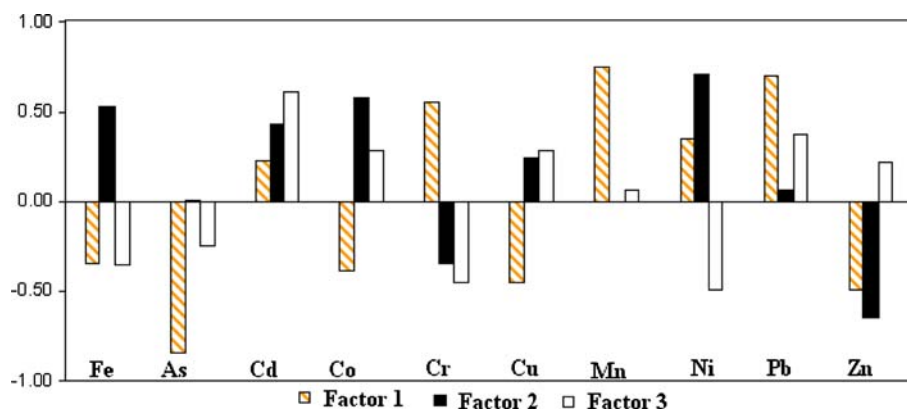 1.00
0.50
0.00
-0.50
-1.00
Fe As Cd Co Cr Cu Mn Ni Pb Zn
Factor 1 Factor 2 Factor 3